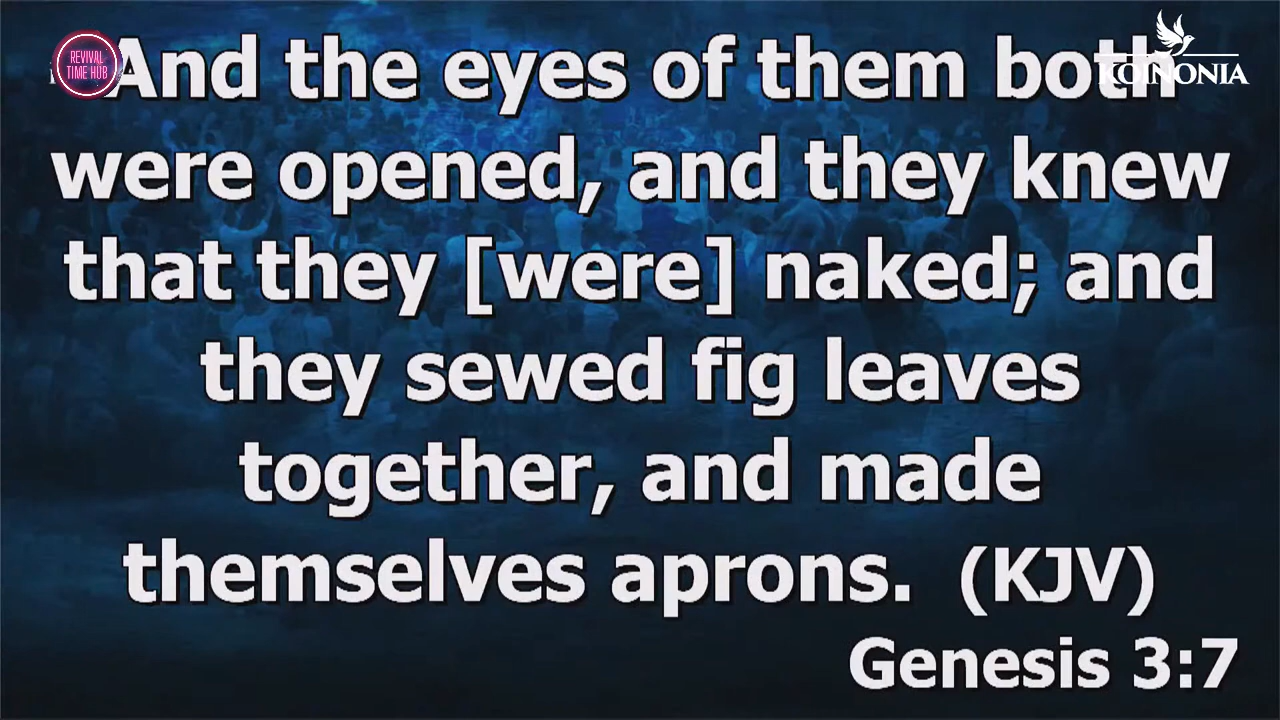 REVIVAL
TIME HUB
KOINONIA
And the eyes of them both
were opened, and they knew
that they [were] naked; and
they sewed fig leaves
together, and made
themselves aprons. (KJV)
Genesis 3:7